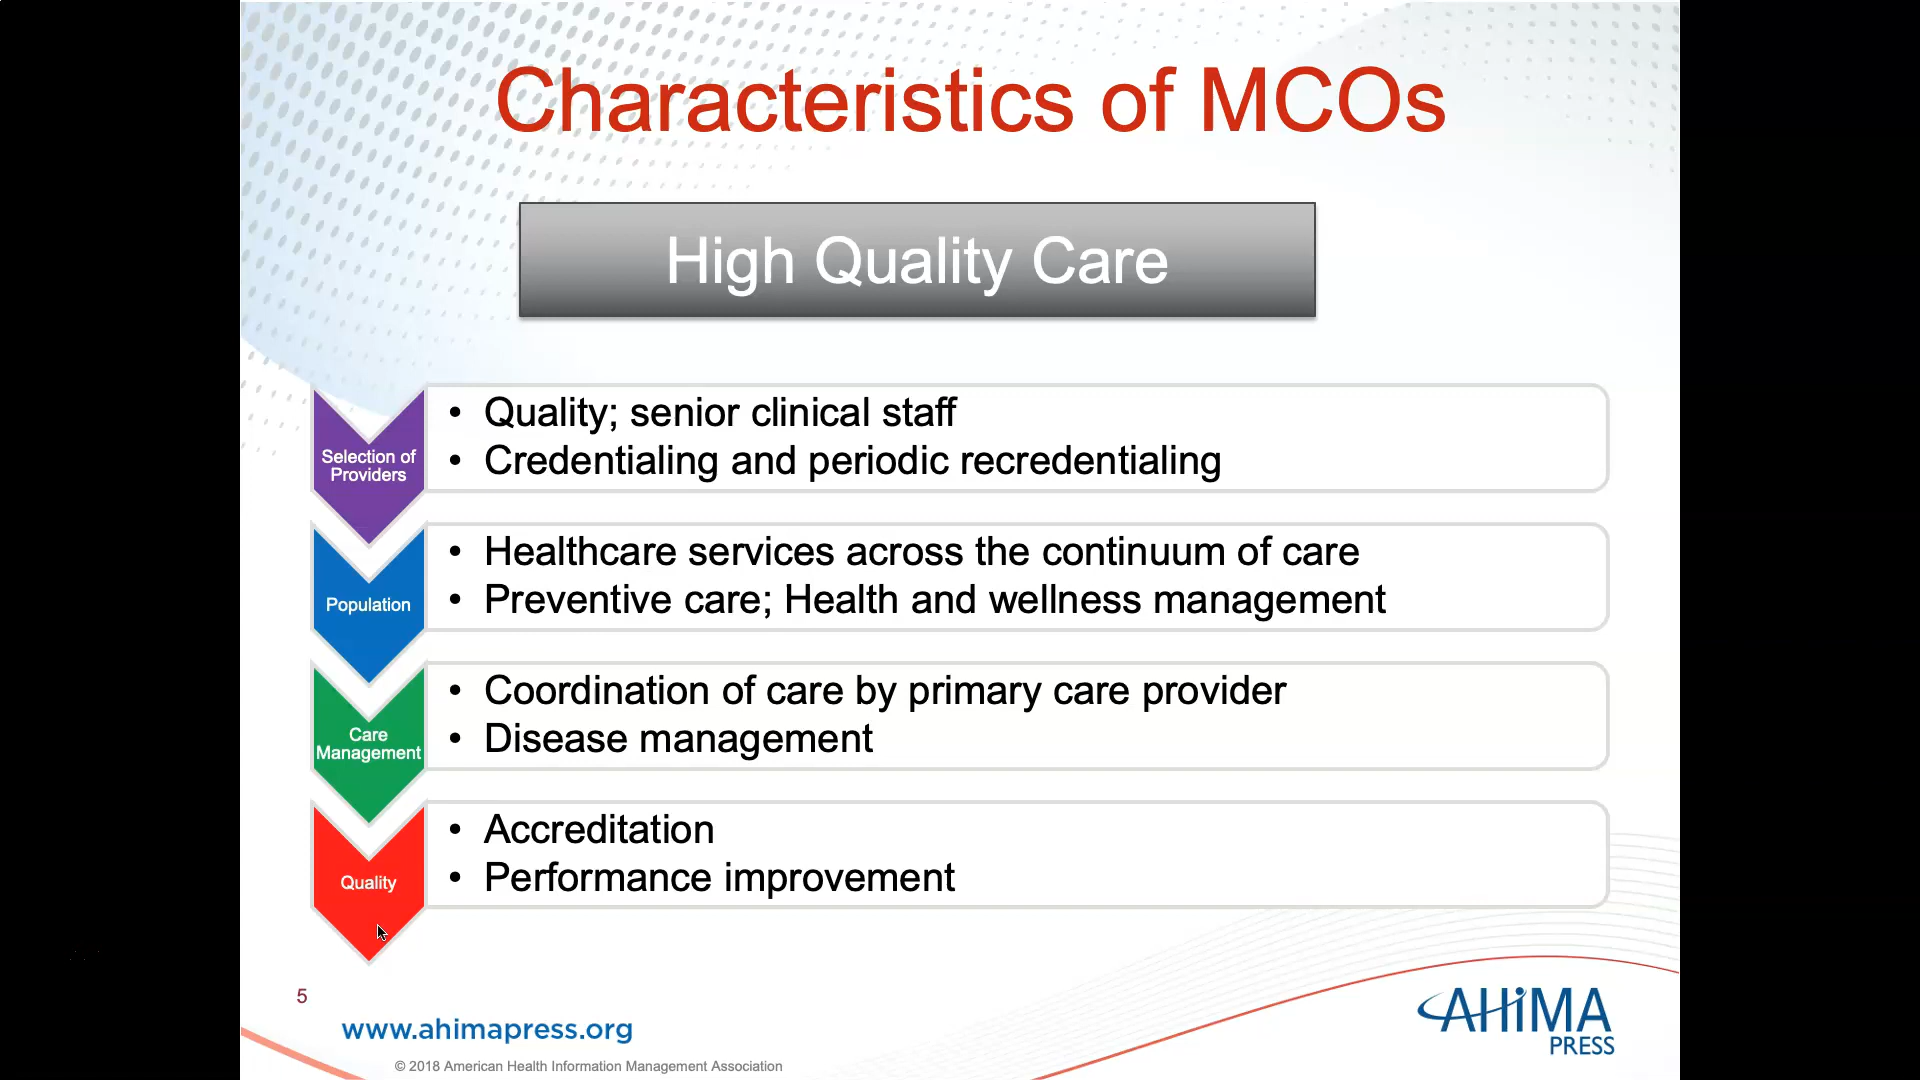 Characteristics of MCOs
High Quality Care
Selection of
Providers
• Quality; senior clinical staff
• Credentialing and periodic recredentialing
Population
• Healthcare services across the continuum of care
• Preventive care; Health and wellness management
Care
Management
• Coordination of care by primary care provider
• Disease management
Quality
• Accreditation
• Performance improvement
5
www.ahimapress.org
© 2018 American Health Information Management Association
AHiMA
PRESS